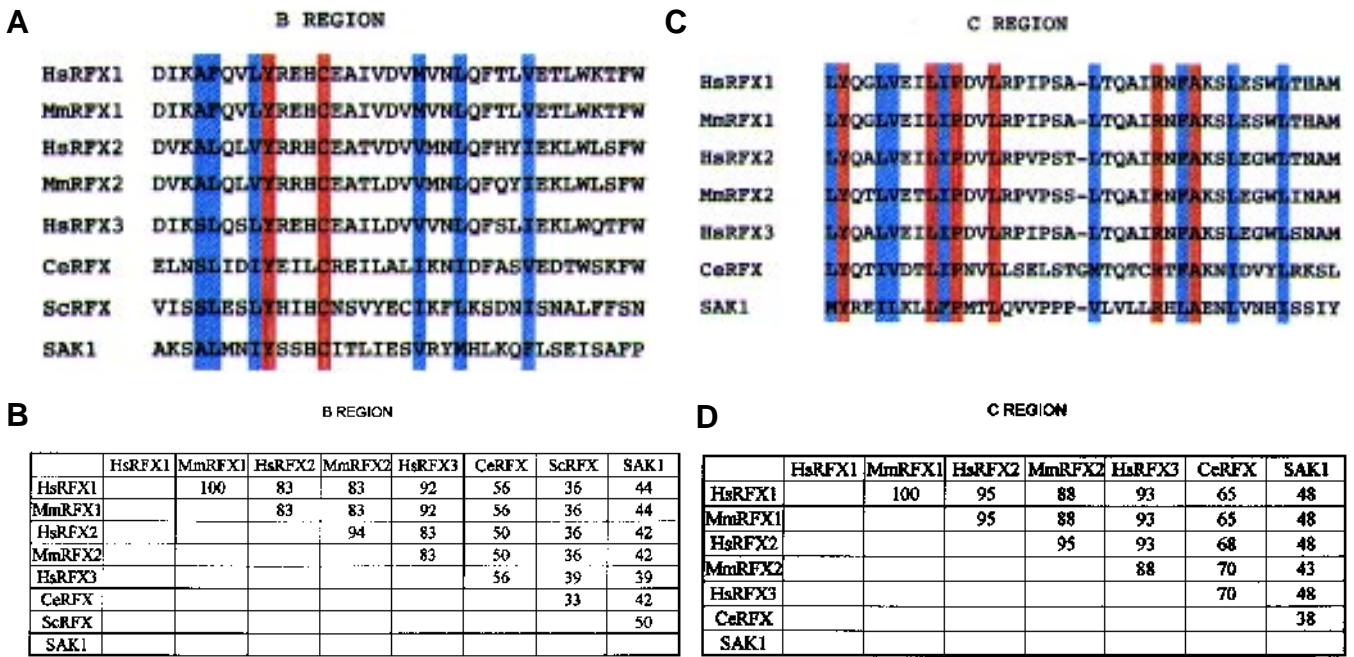 A
B REGION
HsRFX1 DIKAFQVLYREHCEAIVDVMVNLQFTLVETLWKTFW
MmRFX1 DIKAFQVLYREHCEAIVDVMVNLQFTLVETLWKTFW
HsRFX2 DVKALQLVYRRHCEATVDVVMNLQFHYIEKLWLSFW
MmRFX2 DVKALQLVYRRHCEATLDVVMNLQFQYIEKLWLSFW
HsRFX3 DIKSLQSLYREHCEAILDVVVNLQFSLIEKLWQTFW
CeRFX ELNSLIDIYEILCREILALIKNIDFASVEDTWSKFW
ScRFX VISSLESLYHIHCNSVYECIKFLKSDNISNALFFSN
SAK1 AKSALMNIYSSHCITLIESVRYMHLKQFLSEISAFP
C
C REGION
HsRFX1 LYQGLVEILIPDVLRPIPSA-LTQAIRNFAKSLESWLTHAM
MmRFX1 LYQGLVEILIPDVLRPIPSA-LTQAIRNFAKSLESWLTHAM
HsRFX2 LYQALVEILIPDVLRPVPST-LTQAIRNFAKSLEGWLTNAM
MmRFX2 LYQTLVETLIPDVLRPVPSS-LTQAIRNFAKSLEGWLINAM
HsRFX3 LYQALVEILIPDVLRPIPSA-LTQAIRNFAKSLEGWLSNAM
CeRFX LYQTIVDTLIPNVLLSELSTGMTQTCRTFAKNIDVYLRKSL
SAK1 MYREILKLLFPMTLQVVPPP-VLVLLRHLAENLVNHISSIY
B
B REGION
HsRFX1 MmRFX1 HsRFX2 MmRFX2 HsRFX3 CeRFX ScRFX SAK1
HsRFX1 100 83 83 92 56 36 44
MmRFX1 83 83 92 56 36 44
HsRFX2 94 83 50 36 42
MmRFX2 83 50 36 42
HsRFX3 56 39 39
CeRFX 33 42
ScRFX 50
SAK1
D
C REGION
HsRFX1 MmRFX1 HsRFX2 MmRFX2 HsRFX3 CeRFX SAK1
HsRFX1 100 95 88 93 65 48
MmRFX1 95 88 93 65 48
HsRFX2 95 93 68 48
MmRFX2 88 70 43
HsRFX3 70 48
CeRFX 38
SAK1